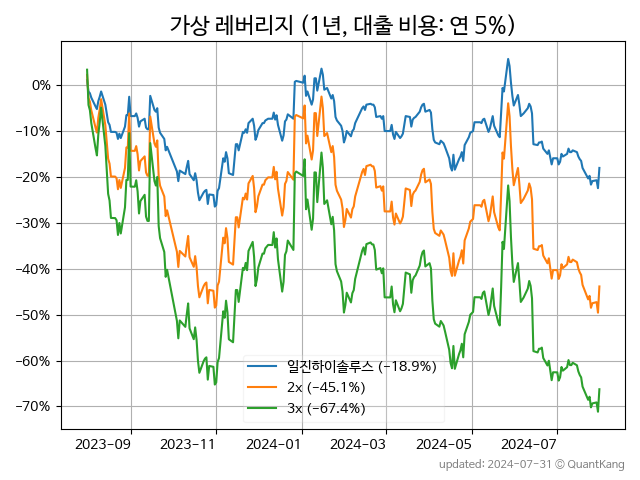 가상 레버리지 (1년, 대출 비용: 연 5%)
0%
−10%
−20%
−30%
−40%
−50%
−60%
−70%
일진하이솔루스 (−18.9%)
2x (−45.1%)
3x (−67.4%)
2023-09
2023-11
2024-01
2024-03
2024-05
2024-07
updated: 2024-07-31 © QuantKang